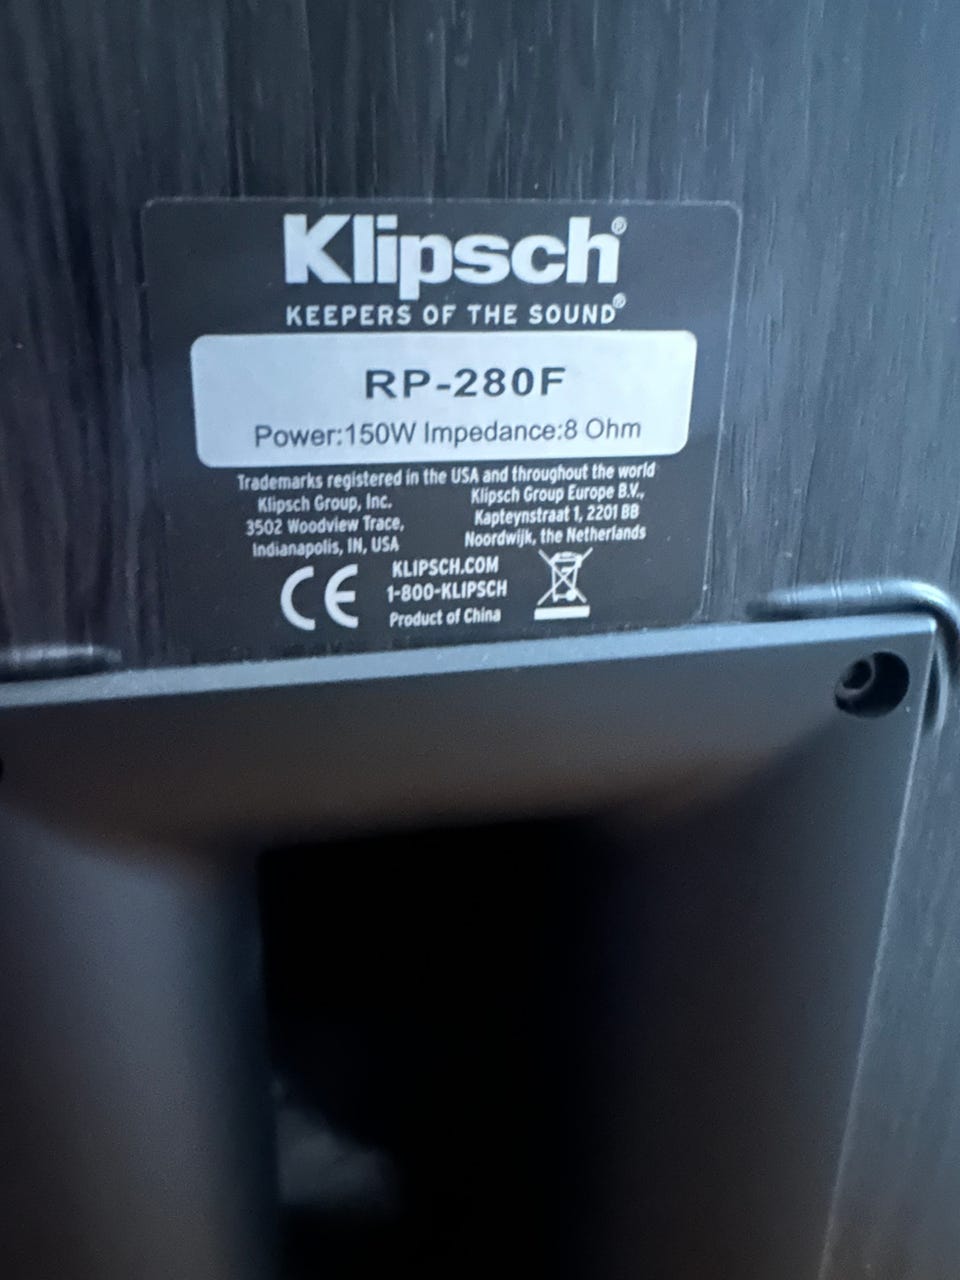 Klipsch®
KEEPERS OF THE SOUND®
RP-280F
Power:150W Impedance:8 Ohm
Trademarks registered in the USA and throughout the world
Klipsch Group, Inc.
3502 Woodview Trace,
Indianapolis, IN, USA
Klipsch Group Europe B.V.,
Kapteynstraat 1, 2201 BB
Noordwijk, the Netherlands
CE
KLIPSCH.COM
1-800-KLIPSCH
Product of China